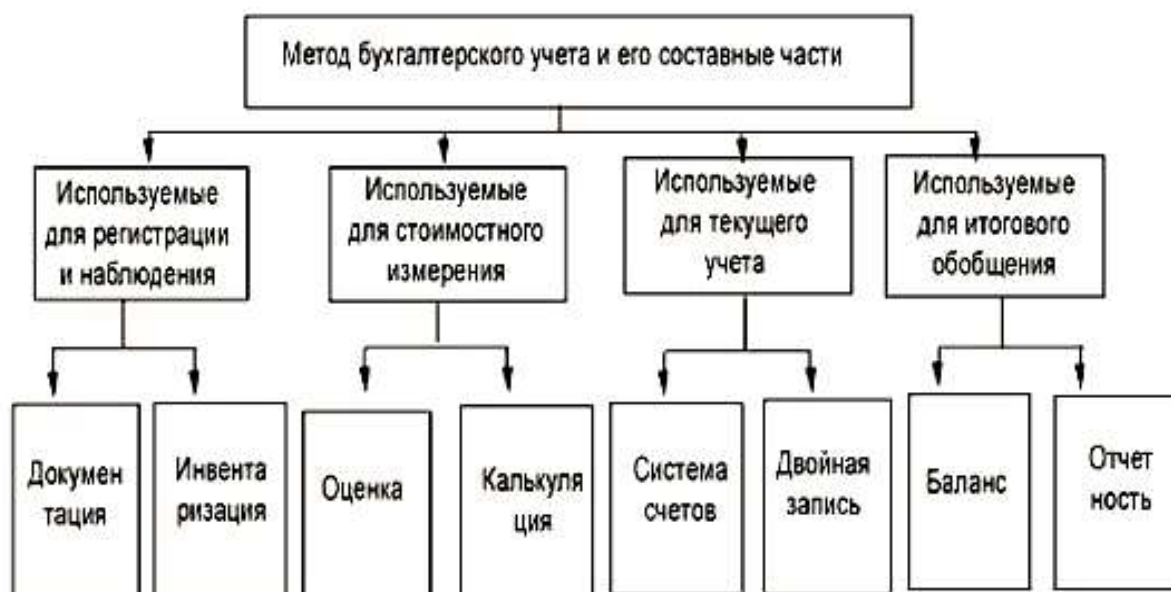 Метод бухгалтерского учета и его составные части
Используемые
для регистрации
и наблюдения
Используемые
для стоимостного
измерения
Используемые
для текущего
учета
Используемые
для итогового
обобщения
Докумен
тация
Инвента
ризация
Оценка
Калькуля
ция
Система
счетов
Двойная
запись
Баланс
Отчет
ность